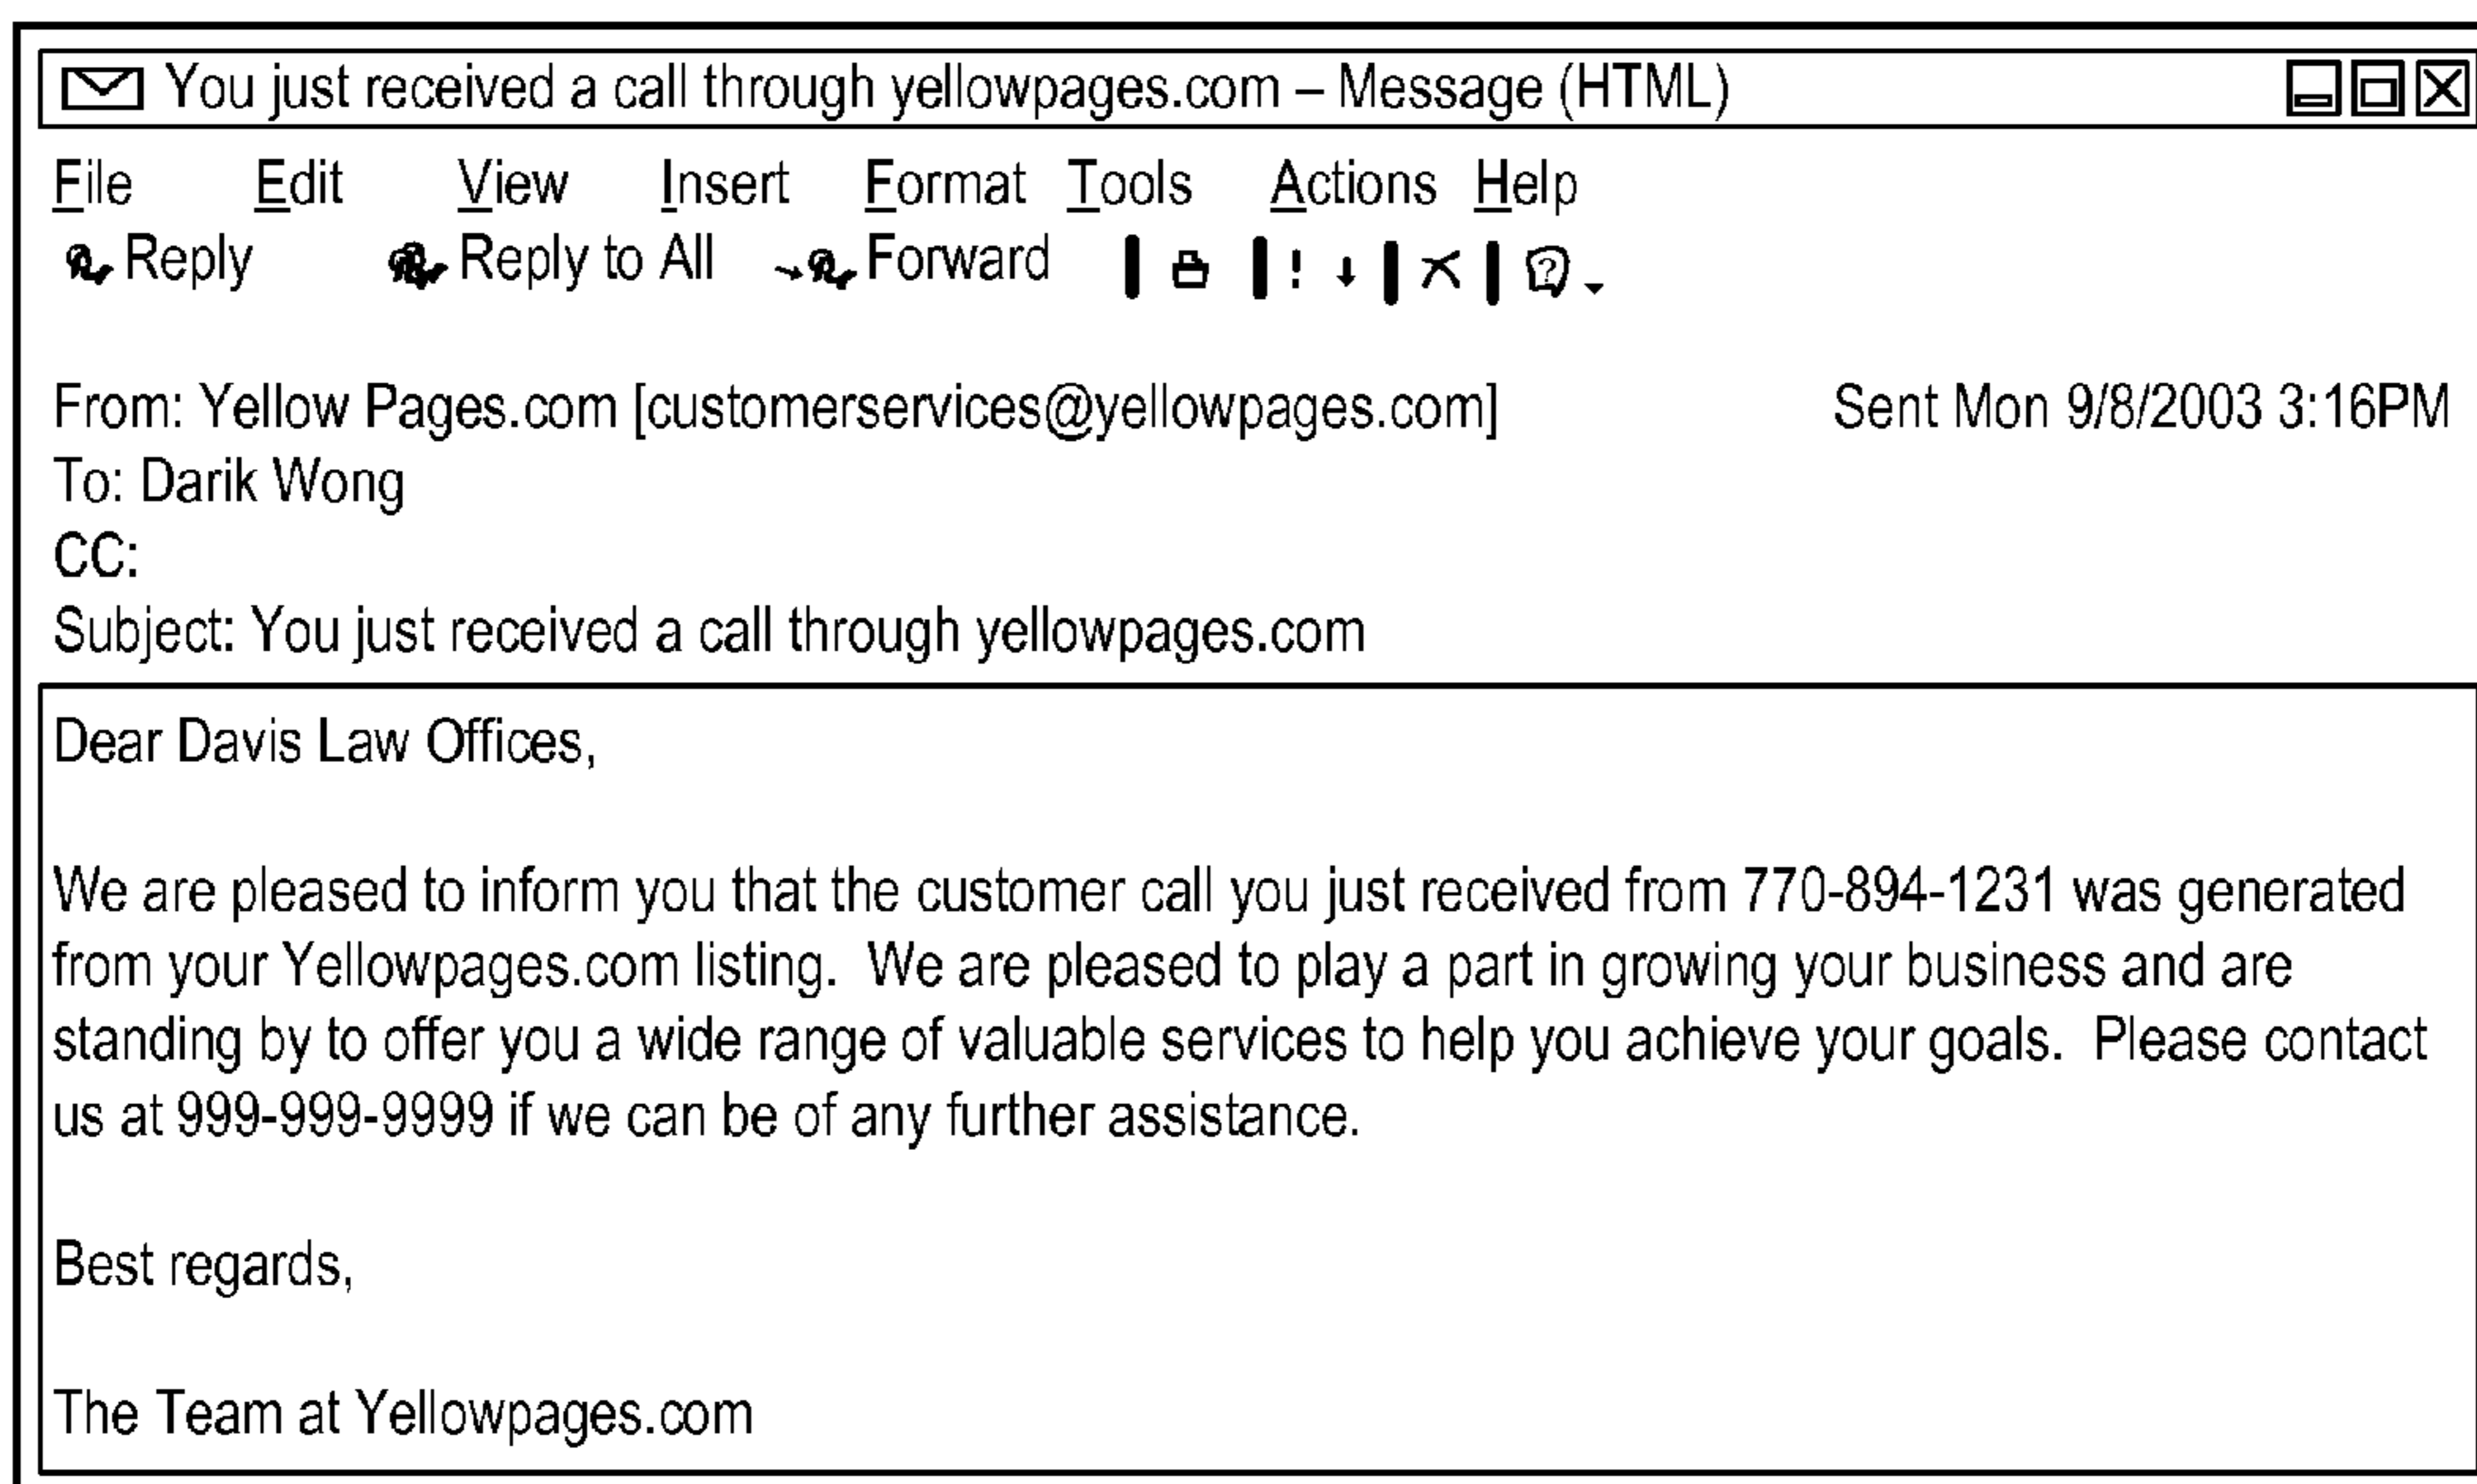 You just received a call through yellowpages.com – Message (HTML)
File Edit View Insert Format Tools Actions Help
Reply Reply to All Forward ! ?
From: Yellow Pages.com [customerservices@yellowpages.com] Sent Mon 9/8/2003 3:16PM
To: Darik Wong
CC:
Subject: You just received a call through yellowpages.com
Dear Davis Law Offices,
We are pleased to inform you that the customer call you just received from 770-894-1231 was generated
from your Yellowpages.com listing. We are pleased to play a part in growing your business and are
standing by to offer you a wide range of valuable services to help you achieve your goals. Please contact
us at 999-999-9999 if we can be of any further assistance.
Best regards,
The Team at Yellowpages.com